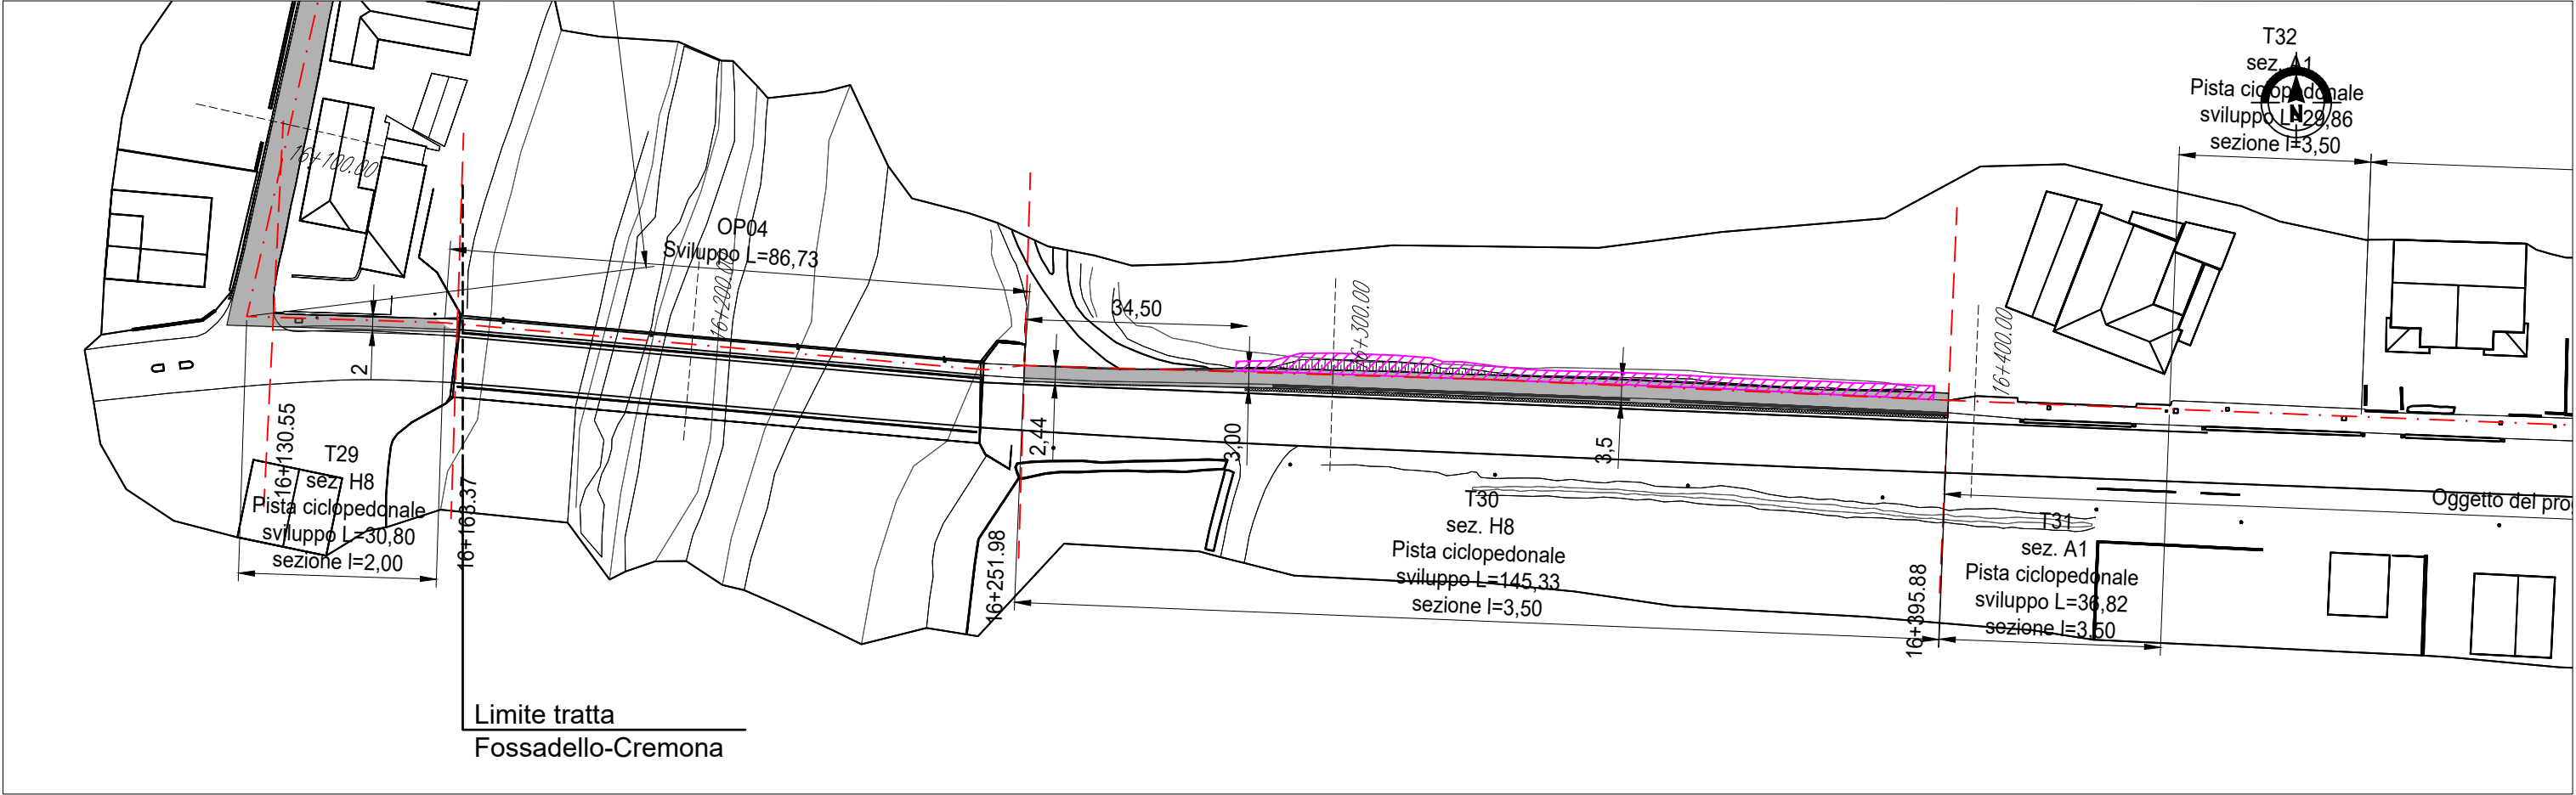 T32
sez. A1
Pista ciclopedonale
sviluppo L=29,86
sezione l=3,50
N
16+100.00
OP04
Sviluppo L=86,73
16+200.00
34,50
16+300.00
16+400.00
2
2,44
3,00
3,5
16+130.55
T29
sez. H8
Pista ciclopedonale
sviluppo L=30,80
sezione l=2,00
16+163.37
16+251.98
T30
sez. H8
Pista ciclopedonale
sviluppo L=145,33
sezione l=3,50
16+395.88
T31
sez. A1
Pista ciclopedonale
sviluppo L=36,82
sezione l=3,50
Oggetto del
Limite tratta
Fossadello-Cremona